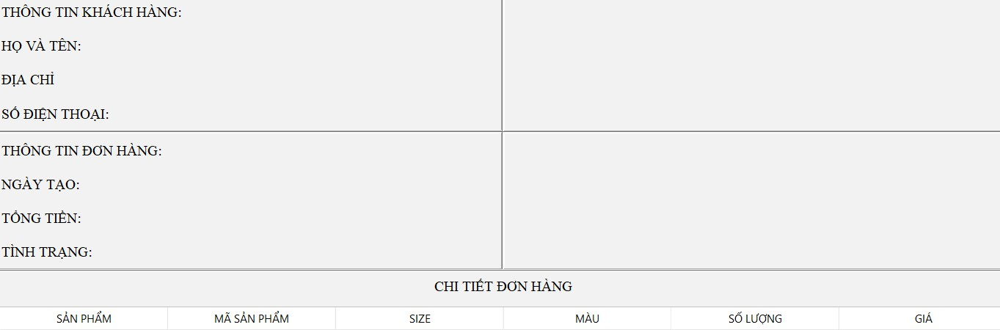 THÔNG TIN KHÁCH HÀNG:
HỌ VÀ TÊN:
ĐỊA CHỈ
SỐ ĐIỆN THOẠI:
THÔNG TIN ĐƠN HÀNG:
NGÀY TẠO:
TỔNG TIỀN:
TÌNH TRẠNG:
CHI TIẾT ĐƠN HÀNG
SẢN PHẨM MÃ SẢN PHẨM SIZE MÀU SỐ LƯỢNG GIÁ